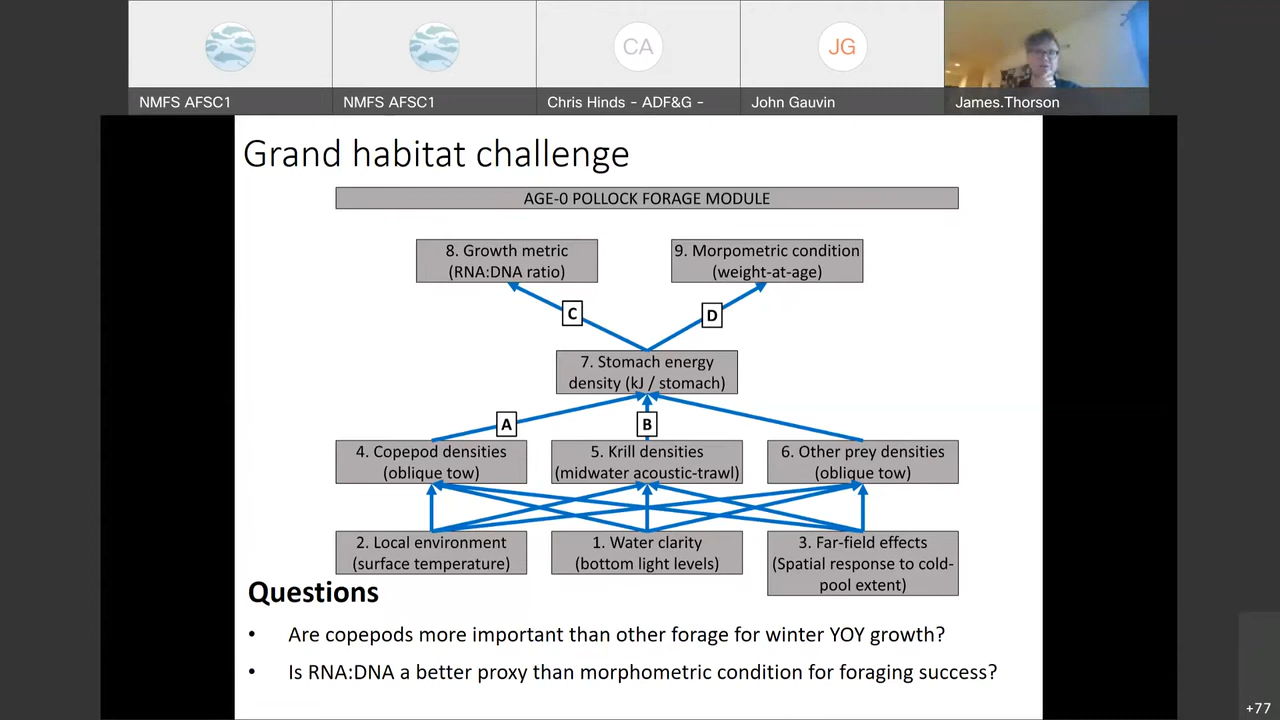 CA
JG
NMFS AFSC1
NMFS AFSC1
Chris Hinds - ADF&G -
John Gauvin
James.Thorson
Grand habitat challenge
AGE-0 POLLOCK FORAGE MODULE
8. Growth metric
(RNA:DNA ratio)
9. Morpometric condition
(weight-at-age)
C
D
7. Stomach energy
density (kJ / stomach)
A
B
4. Copepod densities
(oblique tow)
5. Krill densities
(midwater acoustic-trawl)
6. Other prey densities
(oblique tow)
2. Local environment
(surface temperature)
1. Water clarity
(bottom light levels)
3. Far-field effects
(Spatial response to cold-
pool extent)
Questions
• Are copepods more important than other forage for winter YOY growth?
• Is RNA:DNA a better proxy than morphometric condition for foraging success?
+77